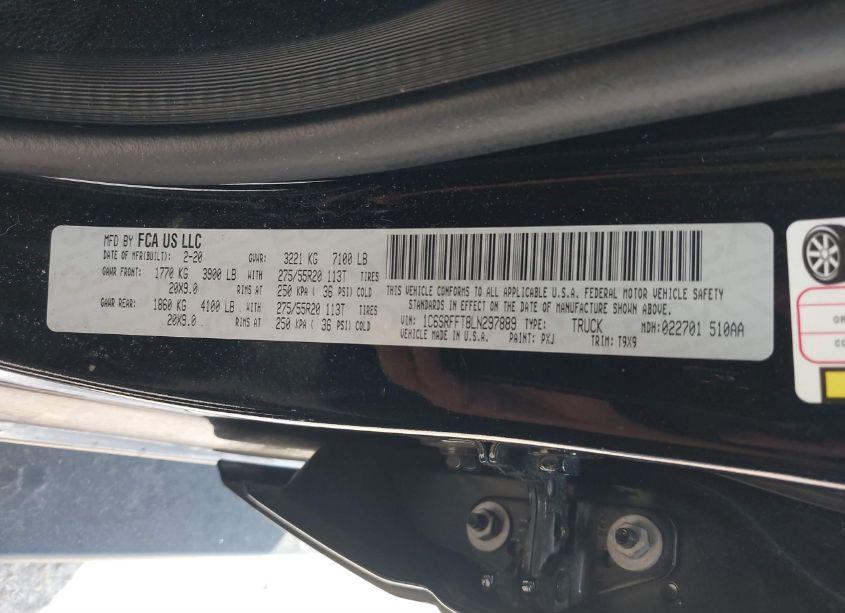 MFD BY FCA US LLC
DATE OF MFR(BUILT): 2-20 GVWR: 3221 KG 7100 LB
GAWR FRONT: 1770 KG 3900 LB WITH 275/55R20 113T TIRES
20X9.0 RIMS AT 250 KPA ( 36 PSI) COLD
GAWR REAR: 1860 KG 4100 LB WITH 275/55R20 113T TIRES
20X9.0 RIMS AT 250 KPA ( 36 PSI) COLD
THIS VEHICLE CONFORMS TO ALL APPLICABLE U.S.A. FEDERAL MOTOR VEHICLE SAFETY
STANDARDS IN EFFECT ON THE DATE OF MANUFACTURE SHOWN ABOVE.
VIN: 1C6SRFFT8LN297889 TYPE: TRUCK MDH: 022701 510AA
VEHICLE MADE IN U.S.A. PAINT: PXJ TRIM: T9X9